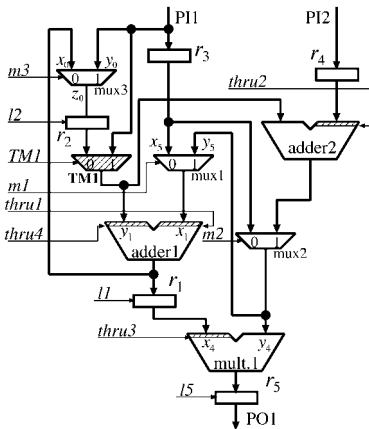 PI1 PI2
x₀ y₀ r₃ r₄
m3 0 1 mux3 thru2
z₀
l2 r₂ x₅ y₅ adder2
TM1 0 1 0 1
TM1 mux1
m1
thru1
y₁ x₁ m2 0 1
thru4 adder1 mux2
r₁
l1
thru3 x₄ y₄
mult.1
r₅
l5
PO1